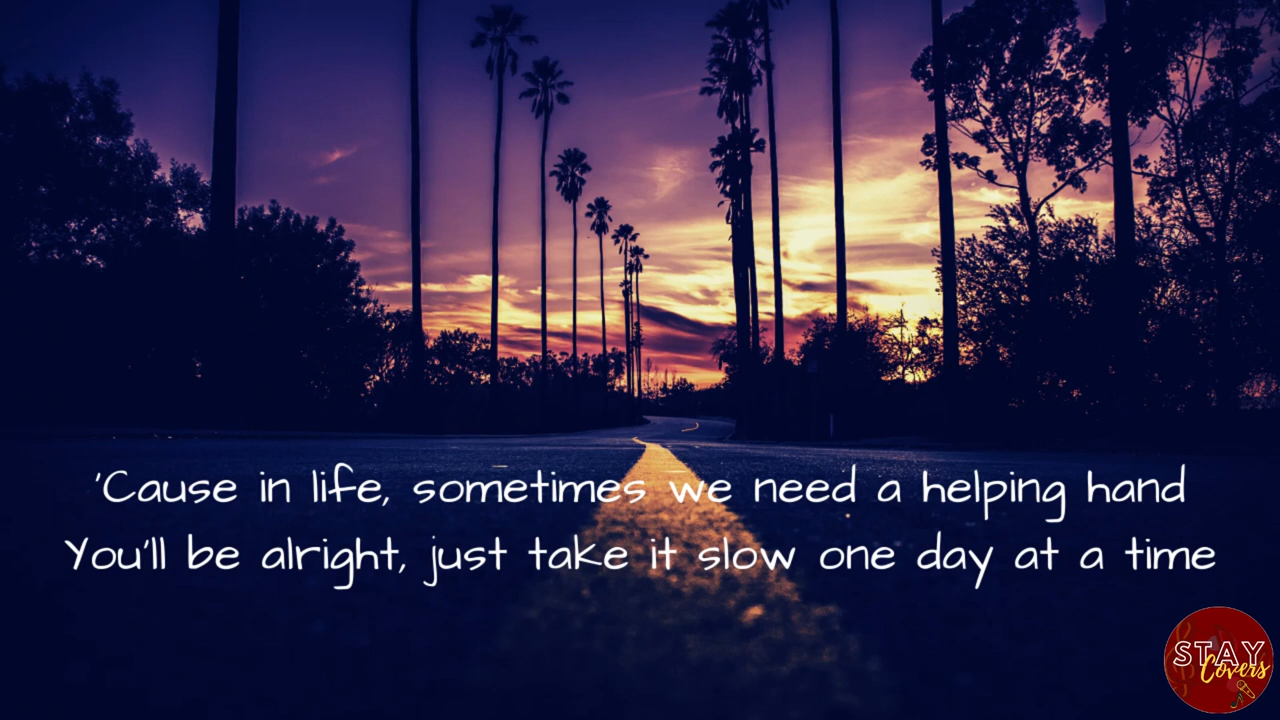 'Cause in life, sometimes we need a helping hand
You'll be alright, just take it slow one day at a time
STAY
Covers